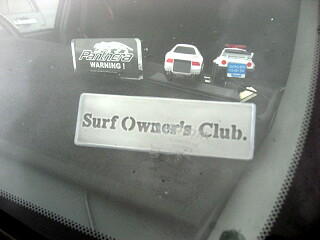 Panthera
WARNING!
Surf Owner's Club.